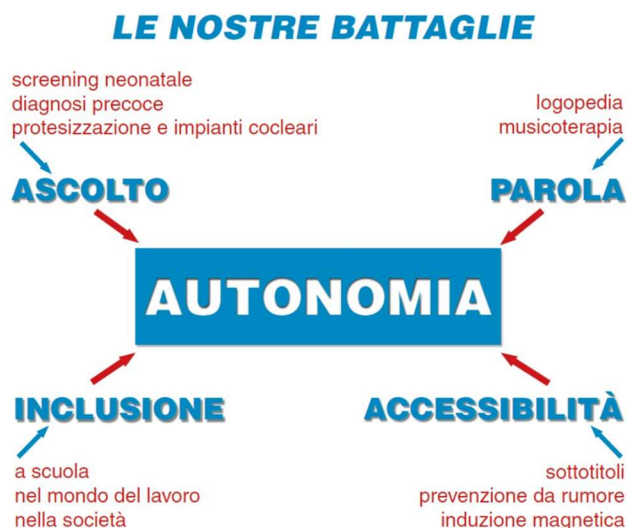 LE NOSTRE BATTAGLIE
screening neonatale
diagnosi precoce
protesizzazione e impianti cocleari
logopedia
musicoterapia
ASCOLTO
PAROLA
AUTONOMIA
INCLUSIONE
ACCESSIBILITÀ
a scuola
nel mondo del lavoro
nella società
sottotitoli
prevenzione da rumore
induzione magnetica